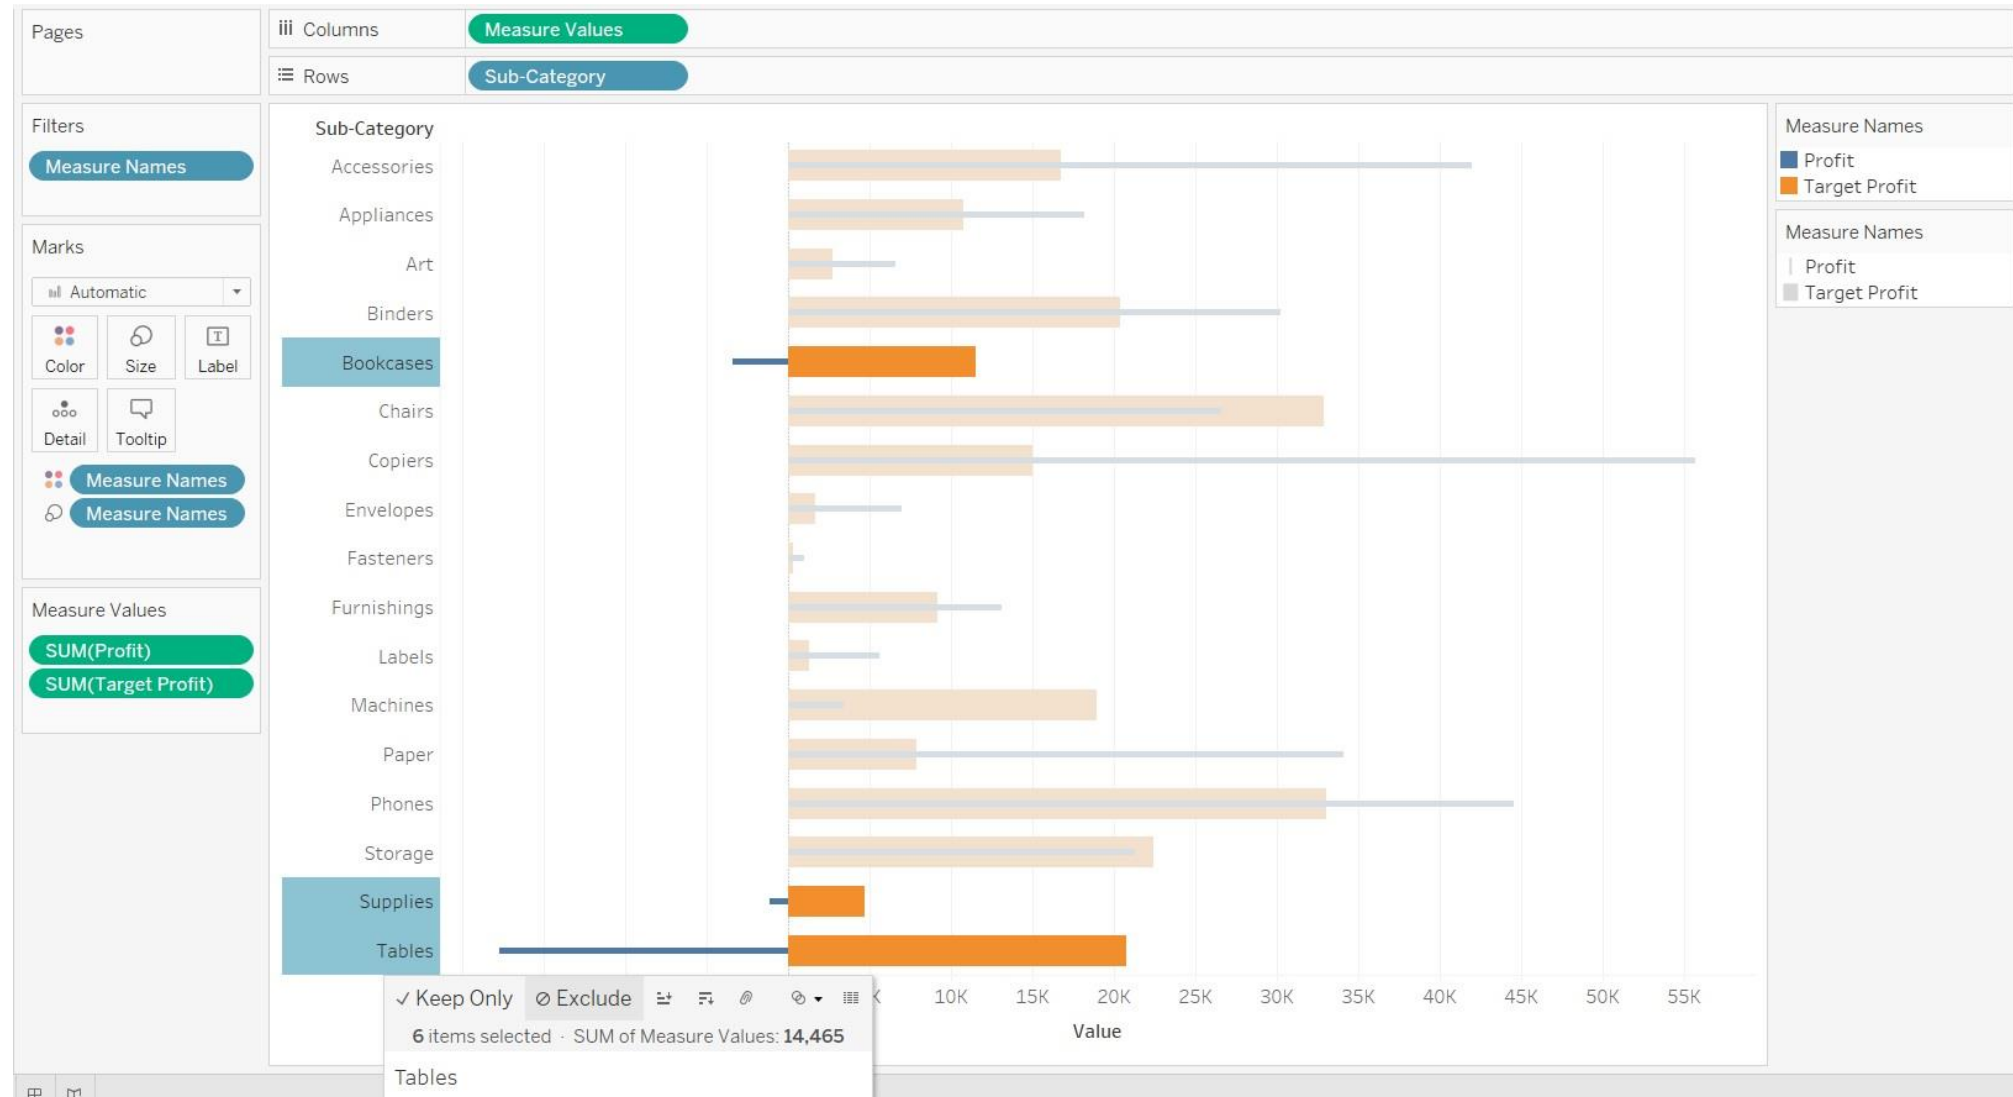 Pages
Columns
Measure Values
Rows
Sub-Category
Filters
Measure Names
Marks
Automatic
Color
Size
Label
Detail
Tooltip
Measure Names
Measure Names
Measure Values
SUM(Profit)
SUM(Target Profit)
Sub-Category
Accessories
Appliances
Art
Binders
Bookcases
Chairs
Copiers
Envelopes
Fasteners
Furnishings
Labels
Machines
Paper
Phones
Storage
Supplies
Tables
K 10K 15K 20K 25K 30K 35K 40K 45K 50K 55K
Value
Keep Only Exclude
6 items selected · SUM of Measure Values: 14,465
Tables
Measure Names
Profit
Target Profit
Measure Names
Profit
Target Profit